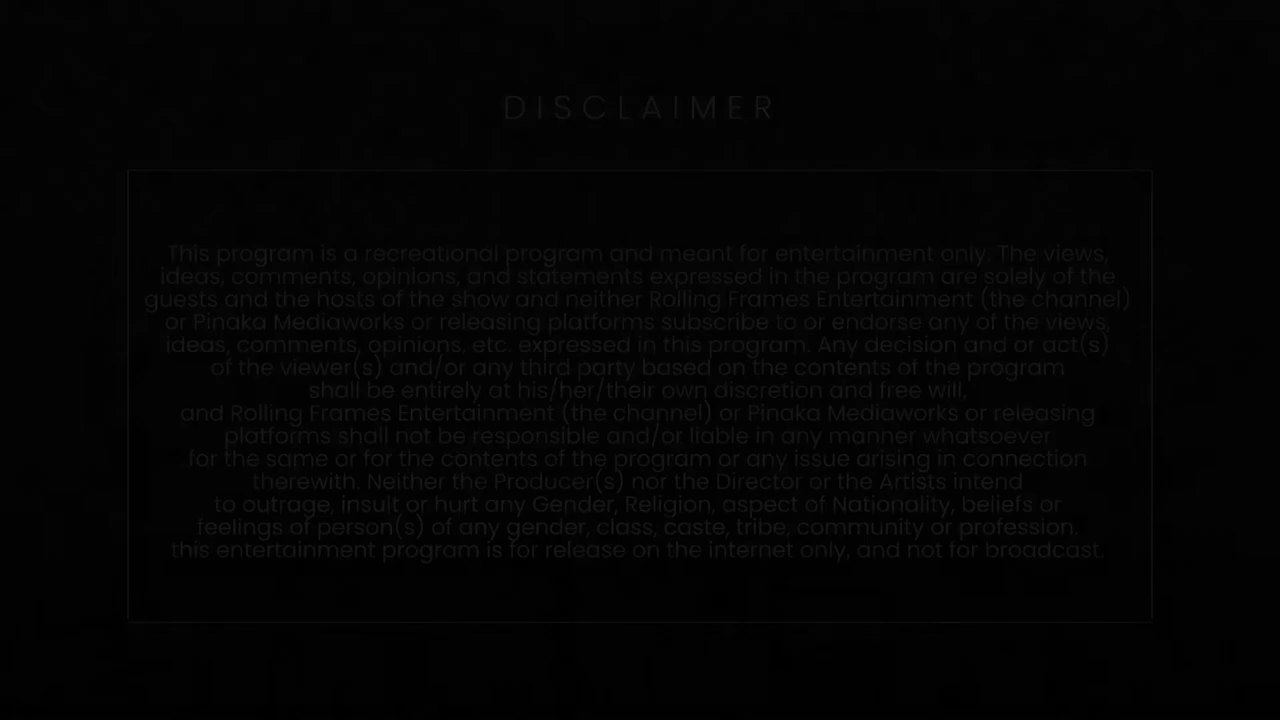 DISCLAIMER
This program is a recreational program and meant for entertainment only. The views,
ideas, comments, opinions, and statements expressed in the program are solely of the
guests and the hosts of the show and neither Rolling Frames Entertainment (the channel)
or Pinaka Mediaworks or releasing platforms subscribe to or endorse any of the views,
ideas, comments, opinions, etc. expressed in this program. Any decision and or act(s)
of the viewer(s) and/or any third party based on the contents of the program
shall be entirely at his/her/their own discretion and free will,
and Rolling Frames Entertainment (the channel) or Pinaka Mediaworks or releasing
platforms shall not be responsible and/or liable in any manner whatsoever
for the same or for the contents of the program or any issue arising in connection
therewith. Neither the Producer(s) nor the Director or the Artists intend
to outrage, insult or hurt any Gender, Religion, aspect of Nationality, beliefs or
feelings of person(s) of any gender, class, caste, tribe, community or profession.
this entertainment program is for release on the internet only, and not for broadcast.